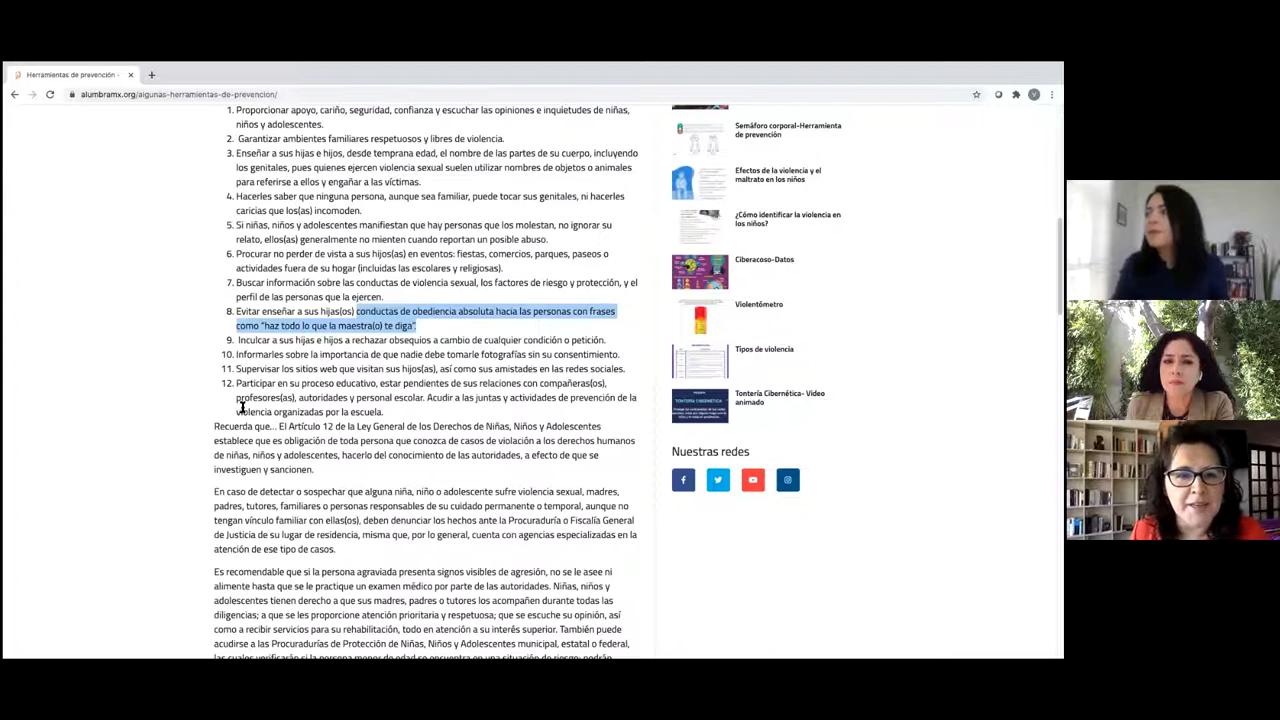 Herramientas de prevención -
alumbramx.org/algunas-herramientas-de-prevencion/
1. Proporcionar apoyo, cariño, seguridad, confianza y escuchar las opiniones e inquietudes de niñas,
niños y adolescentes.
2. Garantizar ambientes familiares respetuosos y libres de violencia.
3. Enseñar a sus hijas e hijos, desde temprana edad, el nombre de las partes de su cuerpo, incluyendo
los genitales, pues quienes ejercen violencia sexual suelen utilizar nombres de objetos o animales
para referirse a ellos y engañar a las víctimas.
4. Hacerles saber que ninguna persona, aunque sea familiar, puede tocar sus genitales, ni hacerles
caricias que los(as) incomoden.
5. Si niñas, niños y adolescentes manifiestan que hay personas que los molestan, no ignorar su
relato, ellos(as) generalmente no mienten cuando reportan un posible abuso.
6. Procurar no perder de vista a sus hijos(as) en eventos: fiestas, comercios, parques, paseos o
actividades fuera de su hogar (incluidas las escolares y religiosas).
7. Buscar información sobre las conductas de violencia sexual, los factores de riesgo y protección, y el
perfil de las personas que la ejercen.
8. Evitar enseñar a sus hijas(os) conductas de obediencia absoluta hacia las personas con frases
como "haz todo lo que la maestra(o) te diga".
9. Inculcar a sus hijas e hijos a rechazar obsequios a cambio de cualquier condición o petición.
10. Informarles sobre la importancia de que nadie debe tomarle fotografías sin su consentimiento.
11. Supervisar los sitios web que visitan sus hijos(as), así como sus amistades en las redes sociales.
12. Participar en su proceso educativo, estar pendientes de sus relaciones con compañeras(os),
profesores(as), autoridades y personal escolar. Acudir a las juntas y actividades de prevención de la
violencia organizadas por la escuela.
Recuerda que... El Artículo 12 de la Ley General de los Derechos de Niñas, Niños y Adolescentes
establece que es obligación de toda persona que conozca de casos de violación a los derechos humanos
de niñas, niños y adolescentes, hacerlo del conocimiento de las autoridades, a efecto de que se
investiguen y sancionen.
En caso de detectar o sospechar que alguna niña, niño o adolescente sufre violencia sexual, madres,
padres, tutores, familiares o personas responsables de su cuidado permanente o temporal, aunque no
tengan vínculo familiar con ellas(os), deben denunciar los hechos ante la Procuraduría o Fiscalía General
de Justicia de su lugar de residencia, misma que, por lo general, cuenta con agencias especializadas en la
atención de ese tipo de casos.
Es recomendable que si la persona agraviada presenta signos visibles de agresión, no se le asee ni
alimente hasta que se le practique un examen médico por parte de las autoridades. Niñas, niños y
adolescentes tienen derecho a que sus madres, padres o tutores los acompañen durante todas las
diligencias; a que se les proporcione atención prioritaria y respetuosa; que se escuche su opinión, así
como a recibir servicios para su rehabilitación, todo en atención a su interés superior. También puede
acudirse a las Procuradurías de Protección de Niñas, Niños y Adolescentes municipal, estatal o federal,
las cuales verificarán si la persona menor de edad se encuentra en una situación de riesgo; podrán
Semáforo corporal-Herramienta
de prevención
Efectos de la violencia y el
maltrato en los niños
¿Cómo identificar la violencia en
los niños?
Ciberacoso-Datos
Violentómetro
Tipos de violencia
TONTERÍA CIBERNÉTICA
Tontería Cibernética- Vídeo
animado
Nuestras redes